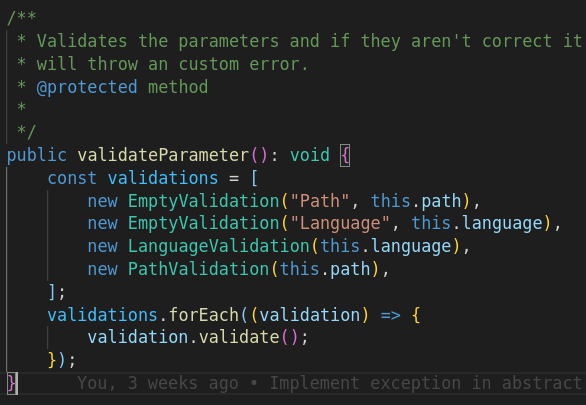 /**
 * Validates the parameters and if they aren't correct it
 * will throw an custom error.
 * @protected method
 *
 */
public validateParameter(): void {
    const validations = [
        new EmptyValidation("Path", this.path),
        new EmptyValidation("Language", this.language),
        new LanguageValidation(this.language),
        new PathValidation(this.path),
    ];
    validations.forEach((validation) => {
        validation.validate();
    });
}      You, 3 weeks ago • Implement exception in abstract